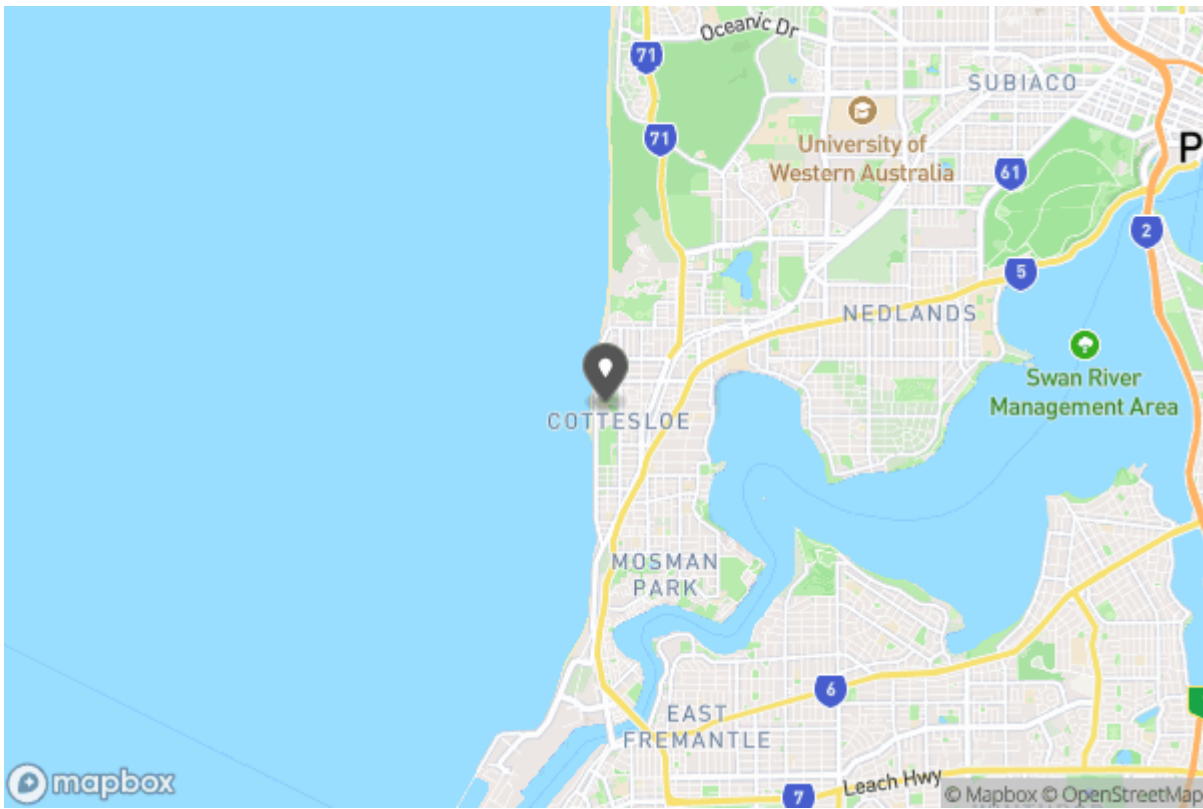 Oceanic Dr
71
SUBIACO
71
University of
Western Australia
P
61
2
5
NEDLANDS
Swan River
Management Area
COTTESLOE
MOSMAN
PARK
6
EAST
FREMANTLE
Leach Hwy
7
mapbox
© Mapbox © OpenStreetMap